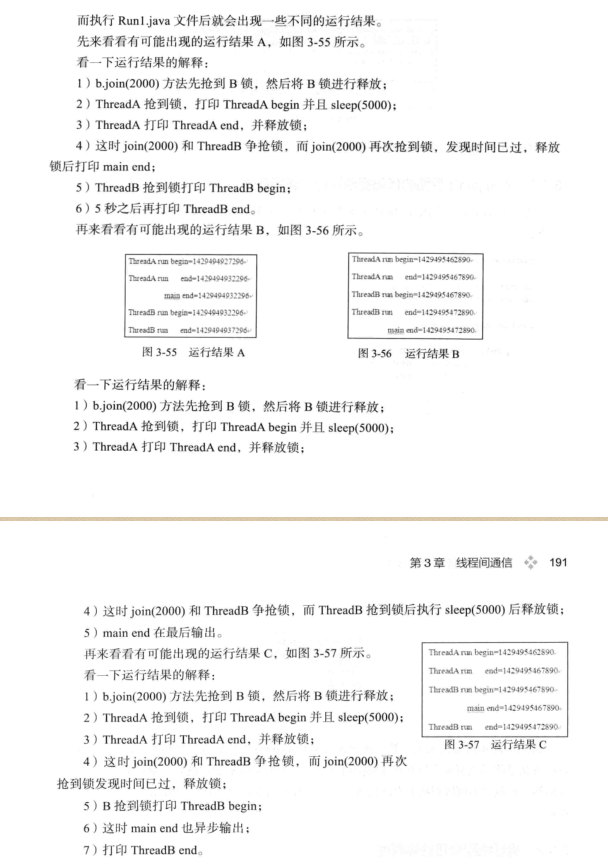 而执行 Run1.java 文件后就会出现一些不同的运行结果。
先来看看有可能出现的运行结果 A，如图 3-55 所示。
看一下运行结果的解释：
1）b.join(2000) 方法先抢到 B 锁，然后将 B 锁进行释放；
2）ThreadA 抢到锁，打印 ThreadA begin 并且 sleep(5000)；
3）ThreadA 打印 ThreadA end，并释放锁；
4）这时 join(2000) 和 ThreadB 争抢锁，而 join(2000) 再次抢到锁，发现时间已过，释放
锁后打印 main end；
5）ThreadB 抢到锁打印 ThreadB begin；
6）5 秒之后再打印 ThreadB end。
再来看看有可能出现的运行结果 B，如图 3-56 所示。
ThreadA run begin=1429494927296
ThreadA run end=1429494932296
main end=1429494932296
ThreadB run begin=1429494932296
ThreadB run end=1429494937296
图 3-55 运行结果 A
ThreadA run begin=1429495462890
ThreadA run end=1429495467890
ThreadB run begin=1429495467890
ThreadB run end=1429495472890
main end=1429495472890
图 3-56 运行结果 B
看一下运行结果的解释：
1）b.join(2000) 方法先抢到 B 锁，然后将 B 锁进行释放；
2）ThreadA 抢到锁，打印 ThreadA begin 并且 sleep(5000)；
3）ThreadA 打印 ThreadA end，并释放锁；
第 3 章 线程间通信 191
4）这时 join(2000) 和 ThreadB 争抢锁，而 ThreadB 抢到锁后执行 sleep(5000) 后释放锁；
5）main end 在最后输出。
再来看看有可能出现的运行结果 C，如图 3-57 所示。
看一下运行结果的解释：
1）b.join(2000) 方法先抢到 B 锁，然后将 B 锁进行释放；
2）ThreadA 抢到锁，打印 ThreadA begin 并且 sleep(5000)；
3）ThreadA 打印 ThreadA end，并释放锁；
4）这时 join(2000) 和 ThreadB 争抢锁，而 join(2000) 再次
抢到锁发现时间已过，释放锁；
5）B 抢到锁打印 ThreadB begin；
6）这时 main end 也异步输出；
7）打印 ThreadB end。
ThreadA run begin=1429495462890
ThreadA run end=1429495467890
ThreadB run begin=1429495467890
main end=1429495467890
ThreadB run end=1429495472890
图 3-57 运行结果 C